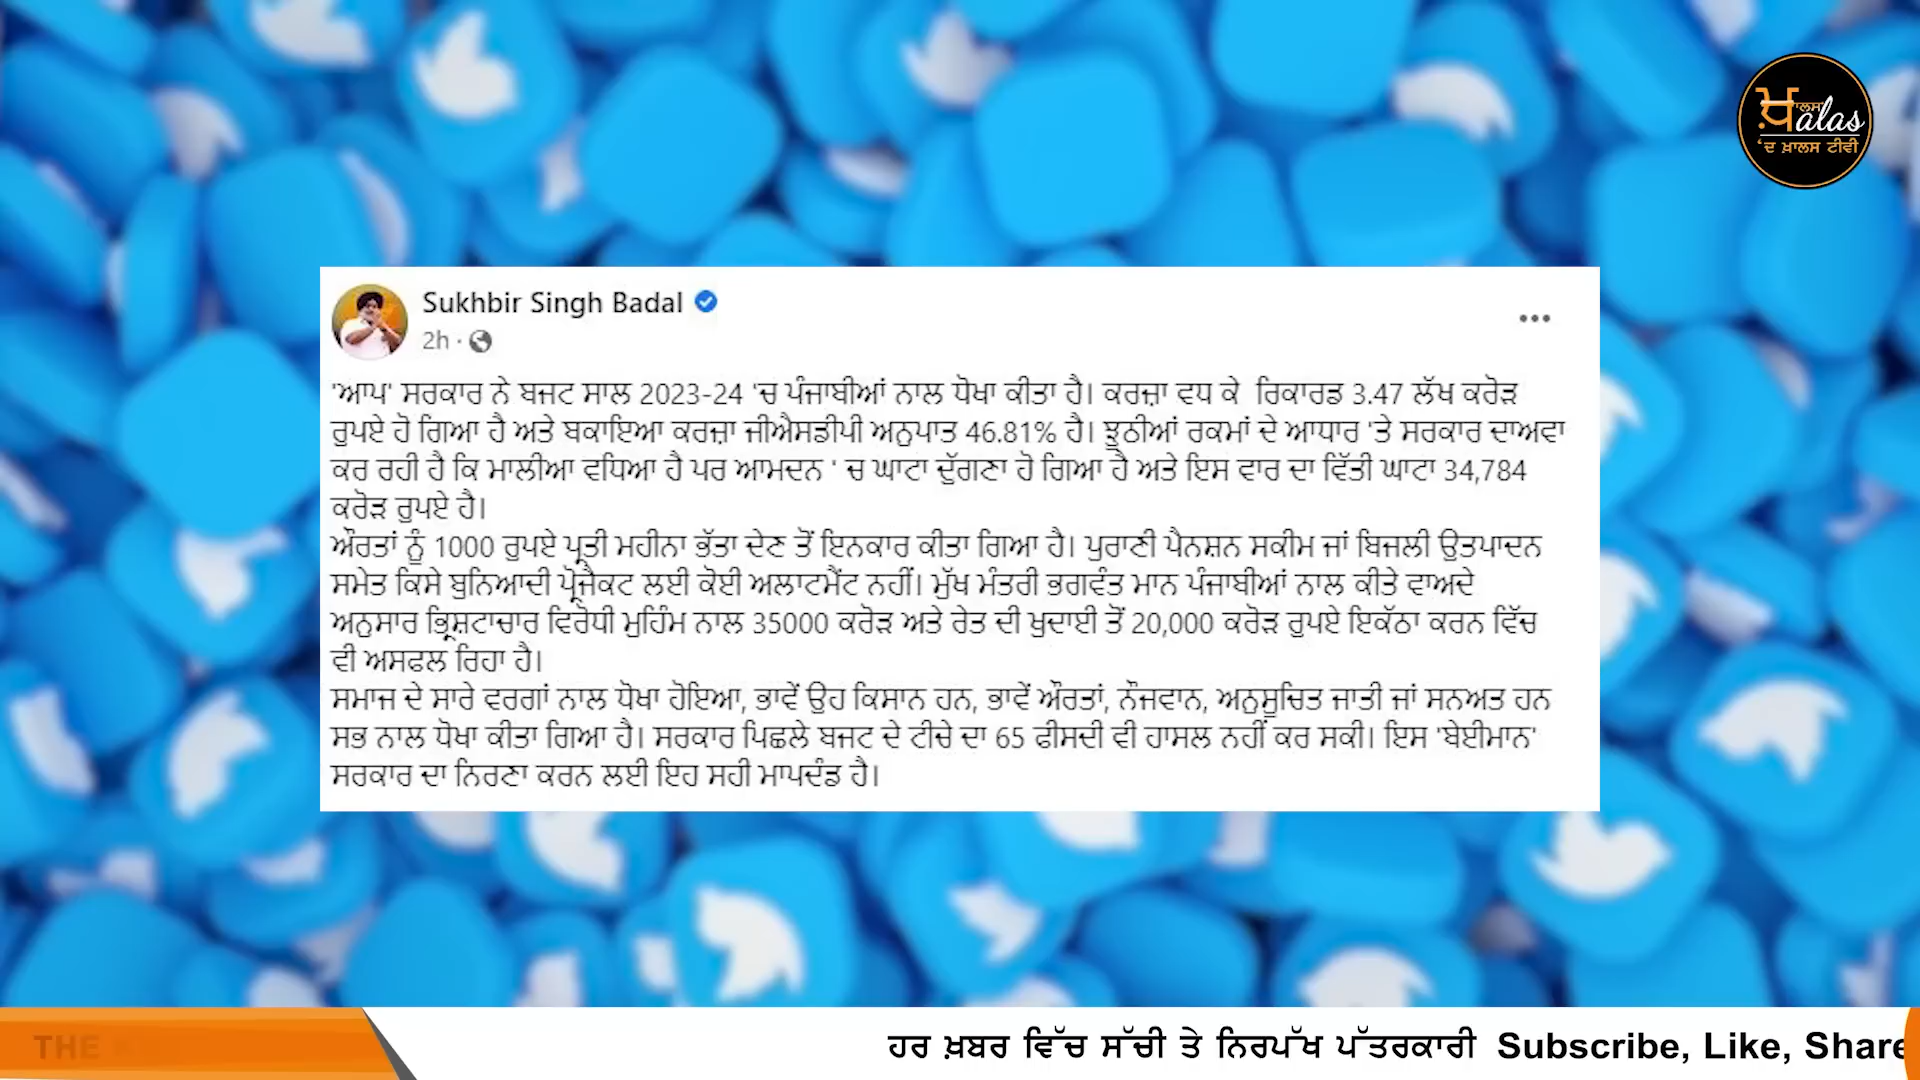 ਖ਼ਾਲਸ
alas
'ਦ ਖ਼ਾਲਸ ਟੀਵੀ
Sukhbir Singh Badal
2h ·
'ਆਪ' ਸਰਕਾਰ ਨੇ ਬਜਟ ਸਾਲ 2023-24 'ਚ ਪੰਜਾਬੀਆਂ ਨਾਲ ਧੋਖਾ ਕੀਤਾ ਹੈ। ਕਰਜ਼ਾ ਵਧ ਕੇ ਰਿਕਾਰਡ 3.47 ਲੱਖ ਕਰੋੜ
ਰੁਪਏ ਹੋ ਗਿਆ ਹੈ ਅਤੇ ਬਕਾਇਆ ਕਰਜ਼ਾ ਜੀਐਸਡੀਪੀ ਅਨੁਪਾਤ 46.81% ਹੈ। ਝੂਠੀਆਂ ਰਕਮਾਂ ਦੇ ਆਧਾਰ 'ਤੇ ਸਰਕਾਰ ਦਾਅਵਾ
ਕਰ ਰਹੀ ਹੈ ਕਿ ਮਾਲੀਆ ਵਧਿਆ ਹੈ ਪਰ ਆਮਦਨ ' ਚ ਘਾਟਾ ਦੁੱਗਣਾ ਹੋ ਗਿਆ ਹੈ ਅਤੇ ਇਸ ਵਾਰ ਦਾ ਵਿੱਤੀ ਘਾਟਾ 34,784
ਕਰੋੜ ਰੁਪਏ ਹੈ।
ਔਰਤਾਂ ਨੂੰ 1000 ਰੁਪਏ ਪ੍ਰਤੀ ਮਹੀਨਾ ਭੱਤਾ ਦੇਣ ਤੋਂ ਇਨਕਾਰ ਕੀਤਾ ਗਿਆ ਹੈ। ਪੁਰਾਣੀ ਪੈਨਸ਼ਨ ਸਕੀਮ ਜਾਂ ਬਿਜਲੀ ਉਤਪਾਦਨ
ਸਮੇਤ ਕਿਸੇ ਬੁਨਿਆਦੀ ਪ੍ਰੋਜੈਕਟ ਲਈ ਕੋਈ ਅਲਾਟਮੈਂਟ ਨਹੀਂ। ਮੁੱਖ ਮੰਤਰੀ ਭਗਵੰਤ ਮਾਨ ਪੰਜਾਬੀਆਂ ਨਾਲ ਕੀਤੇ ਵਾਅਦੇ
ਅਨੁਸਾਰ ਭ੍ਰਿਸ਼ਟਾਚਾਰ ਵਿਰੋਧੀ ਮੁਹਿੰਮ ਨਾਲ 35000 ਕਰੋੜ ਅਤੇ ਰੇਤ ਦੀ ਖੁਦਾਈ ਤੋਂ 20,000 ਕਰੋੜ ਰੁਪਏ ਇਕੱਠਾ ਕਰਨ ਵਿੱਚ
ਵੀ ਅਸਫਲ ਰਿਹਾ ਹੈ।
ਸਮਾਜ ਦੇ ਸਾਰੇ ਵਰਗਾਂ ਨਾਲ ਧੋਖਾ ਹੋਇਆ, ਭਾਵੇਂ ਉਹ ਕਿਸਾਨ ਹਨ, ਭਾਵੇਂ ਔਰਤਾਂ, ਨੌਜਵਾਨ, ਅਨੁਸੂਚਿਤ ਜਾਤੀ ਜਾਂ ਸਨਅਤ ਹਨ
ਸਭ ਨਾਲ ਧੋਖਾ ਕੀਤਾ ਗਿਆ ਹੈ। ਸਰਕਾਰ ਪਿਛਲੇ ਬਜਟ ਦੇ ਟੀਚੇ ਦਾ 65 ਫੀਸਦੀ ਵੀ ਹਾਸਲ ਨਹੀਂ ਕਰ ਸਕੀ। ਇਸ 'ਬੇਈਮਾਨ'
ਸਰਕਾਰ ਦਾ ਨਿਰਣਾ ਕਰਨ ਲਈ ਇਹ ਸਹੀ ਮਾਪਦੰਡ ਹੈ।
THE
ਹਰ ਖ਼ਬਰ ਵਿੱਚ ਸੱਚੀ ਤੇ ਨਿਰਪੱਖ ਪੱਤਰਕਾਰੀ Subscribe, Like, Share